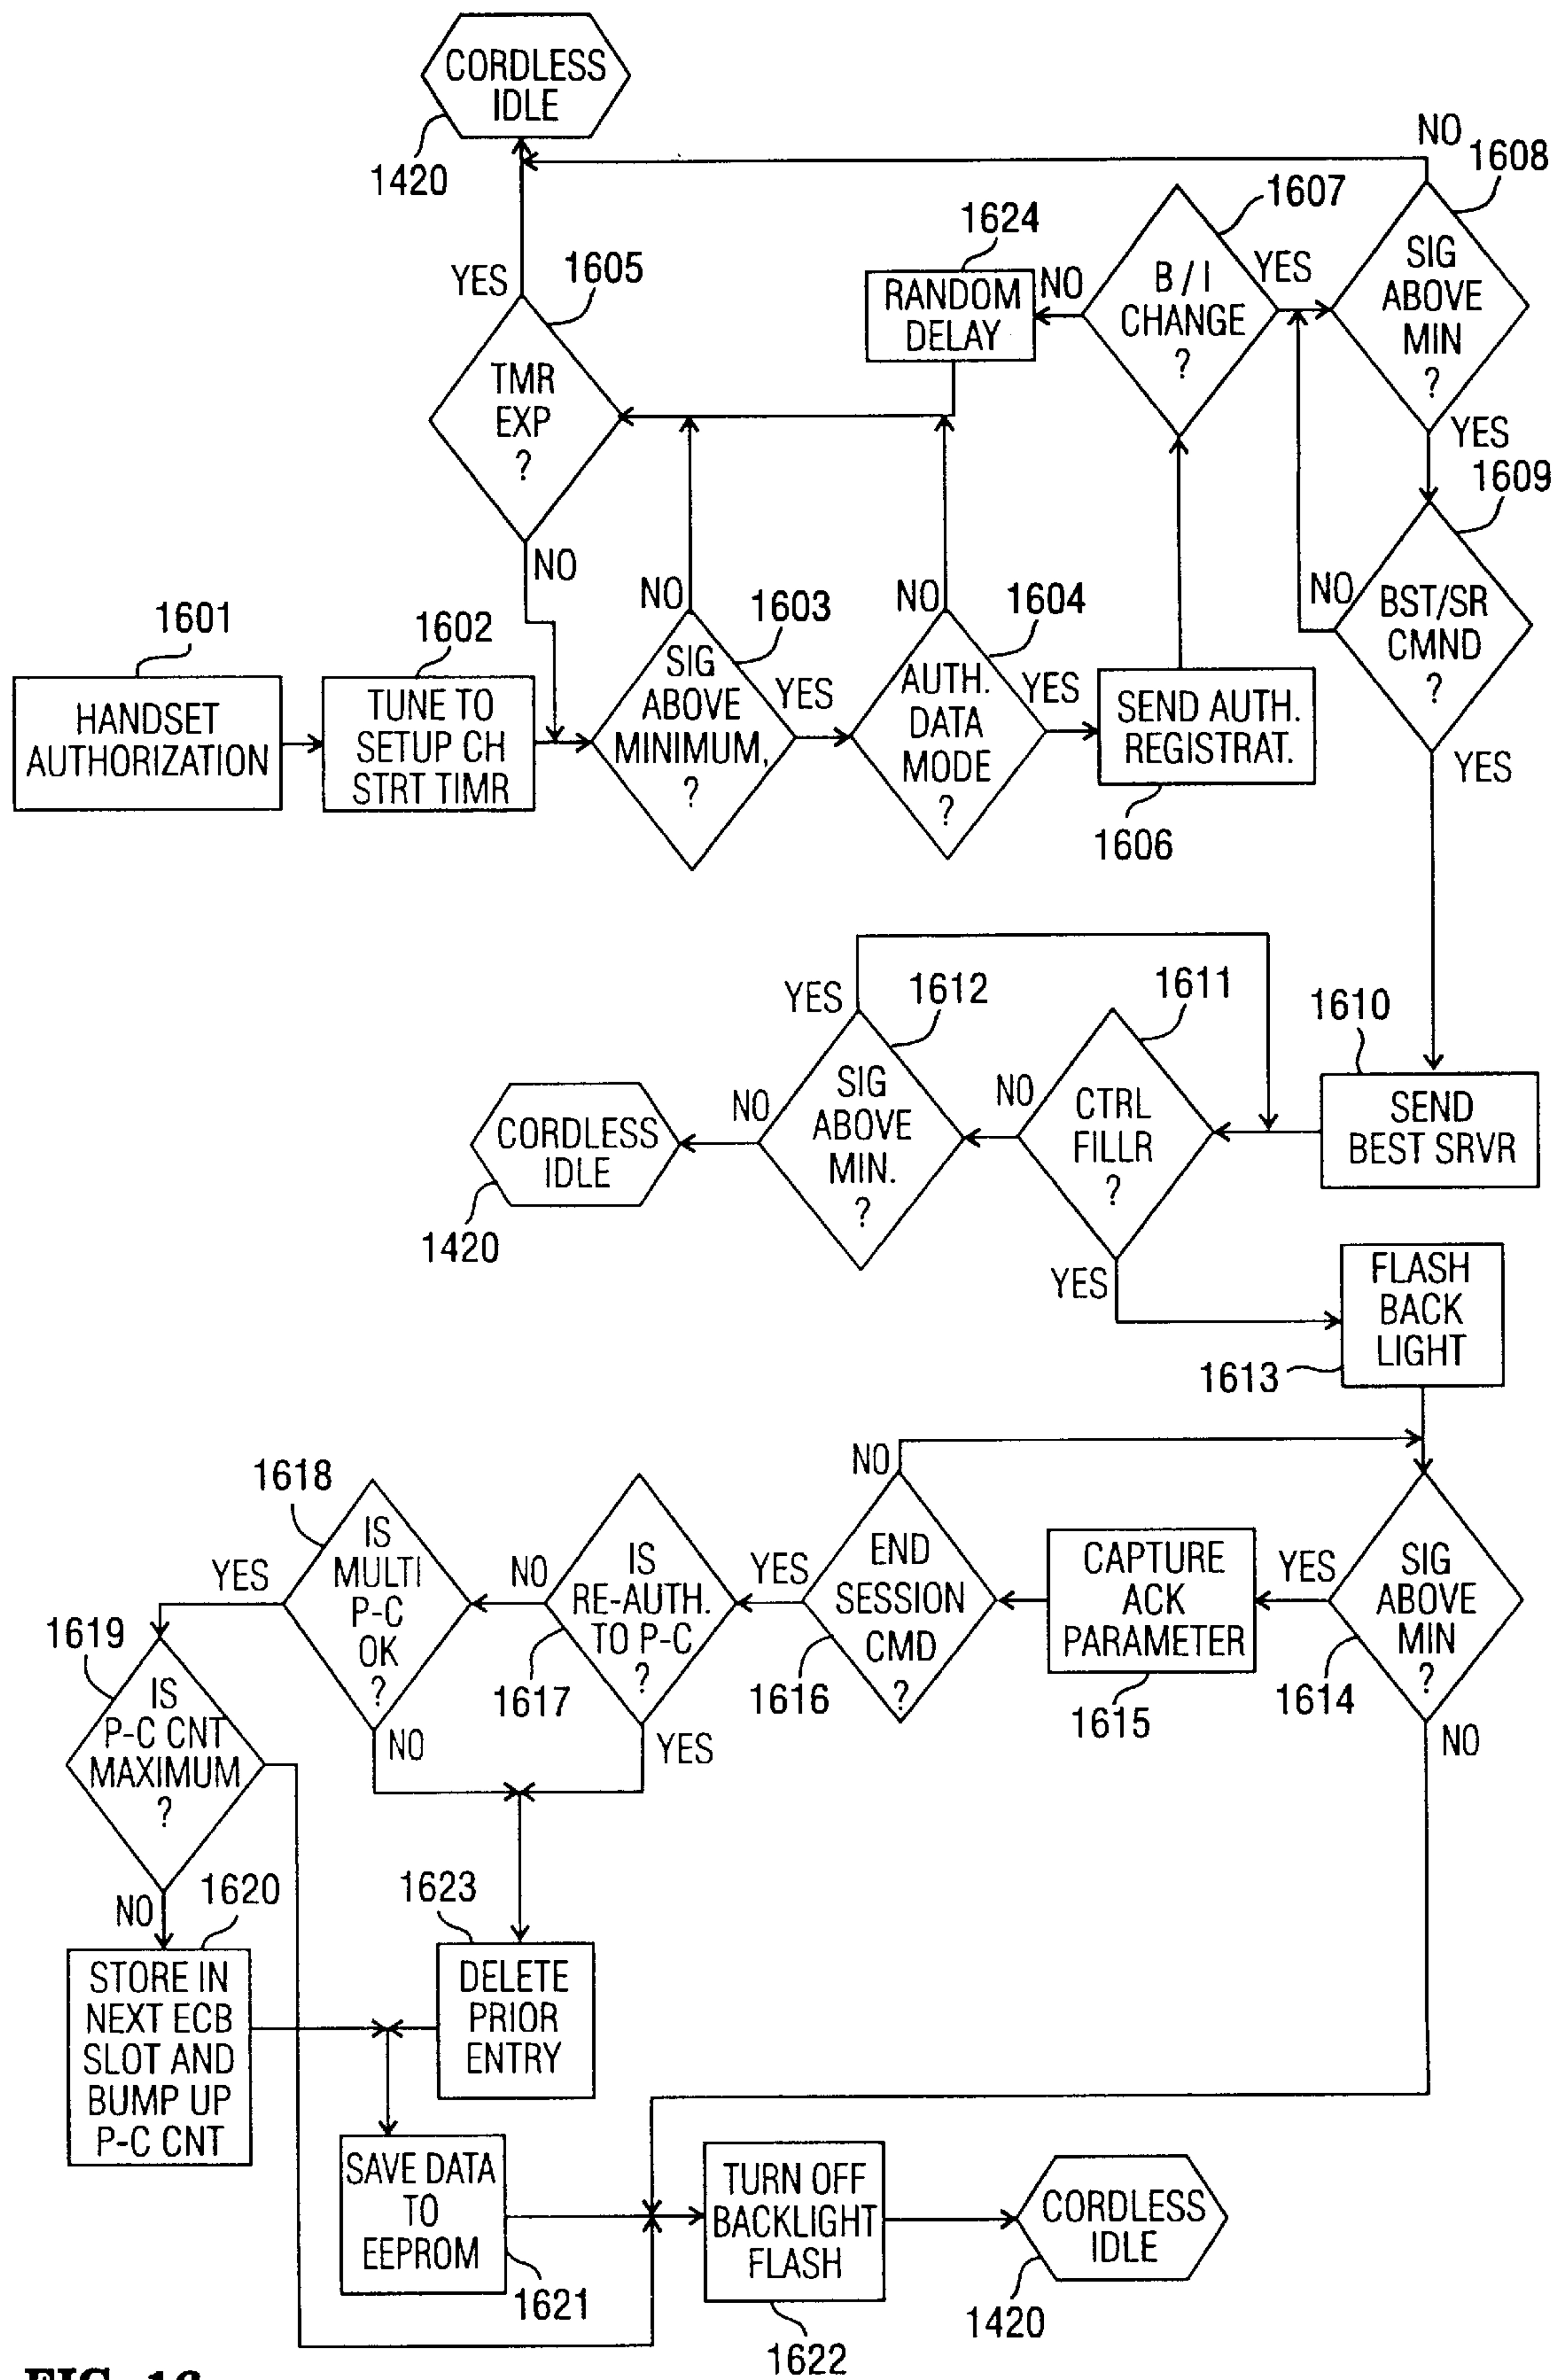 CORDLESS
IDLE
1420
NO
1608
1607
1624
YES
1605
RANDOM
DELAY
NO
B / I
CHANGE
?
YES
SIG
ABOVE
MIN
?
TMR
EXP
?
YES
1609
NO
1601
1602
NO
1603
NO
1604
NO
BST/SR
CMND
?
HANDSET
AUTHORIZATION
TUNE TO
SETUP CH
STRT TIMR
SIG
ABOVE
MINIMUM,
?
YES
AUTH.
DATA
MODE
?
YES
SEND AUTH.
REGISTRAT.
1606
YES
YES
1612
1611
1610
CORDLESS
IDLE
1420
NO
SIG
ABOVE
MIN.
?
NO
CTRL
FILLR
?
SEND
BEST SRVR
YES
FLASH
BACK
LIGHT
1613
1618
NO
YES
IS
MULTI
P-C
OK
?
NO
IS
RE-AUTH.
TO P-C
?
YES
END
SESSION
CMD
?
CAPTURE
ACK
PARAMETER
YES
SIG
ABOVE
MIN
?
1619
1617
1616
1615
1614
IS
P-C CNT
MAXIMUM
?
NO
YES
NO
NO
1620
1623
STORE IN
NEXT ECB
SLOT AND
BUMP UP
P-C CNT
DELETE
PRIOR
ENTRY
SAVE DATA
TO
EEPROM
1621
TURN OFF
BACKLIGHT
FLASH
1622
CORDLESS
IDLE
1420
FIG. 16